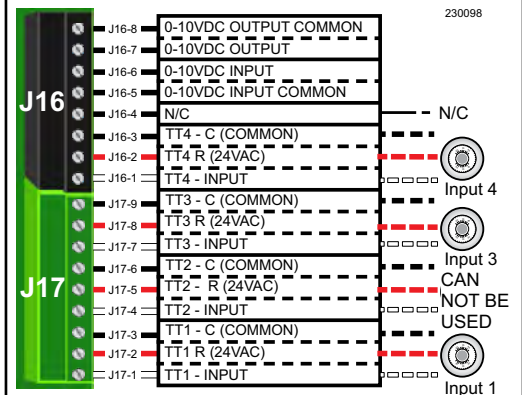 230098
J16
J16-8 0-10VDC OUTPUT COMMON
J16-7 0-10VDC OUTPUT
J16-6 0-10VDC INPUT
J16-5 0-10VDC INPUT COMMON
J16-4 N/C N/C
J16-3 TT4 - C (COMMON)
J16-2 TT4 R (24VAC)
J16-1 TT4 - INPUT
Input 4
J17
J17-9 TT3 - C (COMMON)
J17-8 TT3 R (24VAC)
J17-7 TT3 - INPUT
Input 3
J17-6 TT2 - C (COMMON)
J17-5 TT2 - R (24VAC)
J17-4 TT2 - INPUT
CAN
NOT BE
USED
J17-3 TT1 - C (COMMON)
J17-2 TT1 R (24VAC)
J17-1 TT1 - INPUT
Input 1